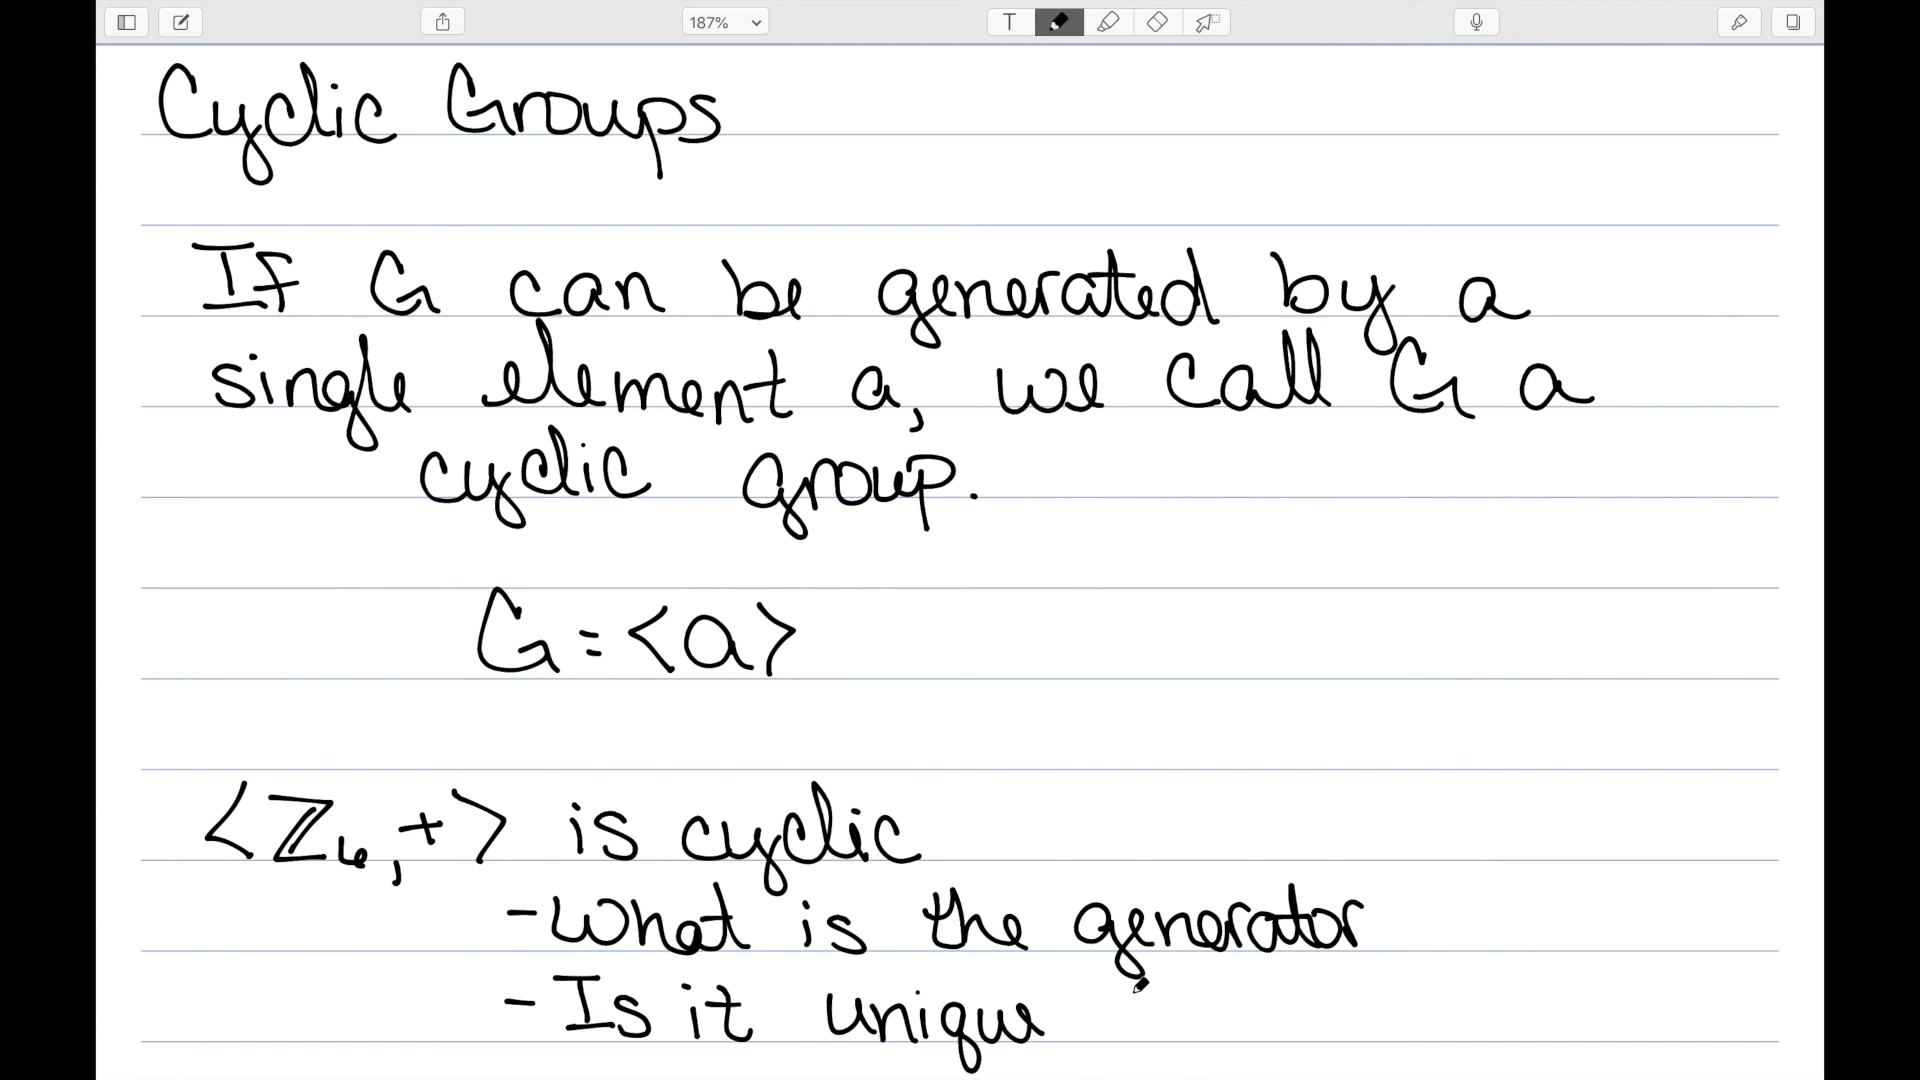 187%
T
Cyclic Groups
If G can be generated by a
single element a, we call G a
cyclic group.
G = <a>
<ℤ₆, +> is cyclic
- What is the generator
- Is it unique